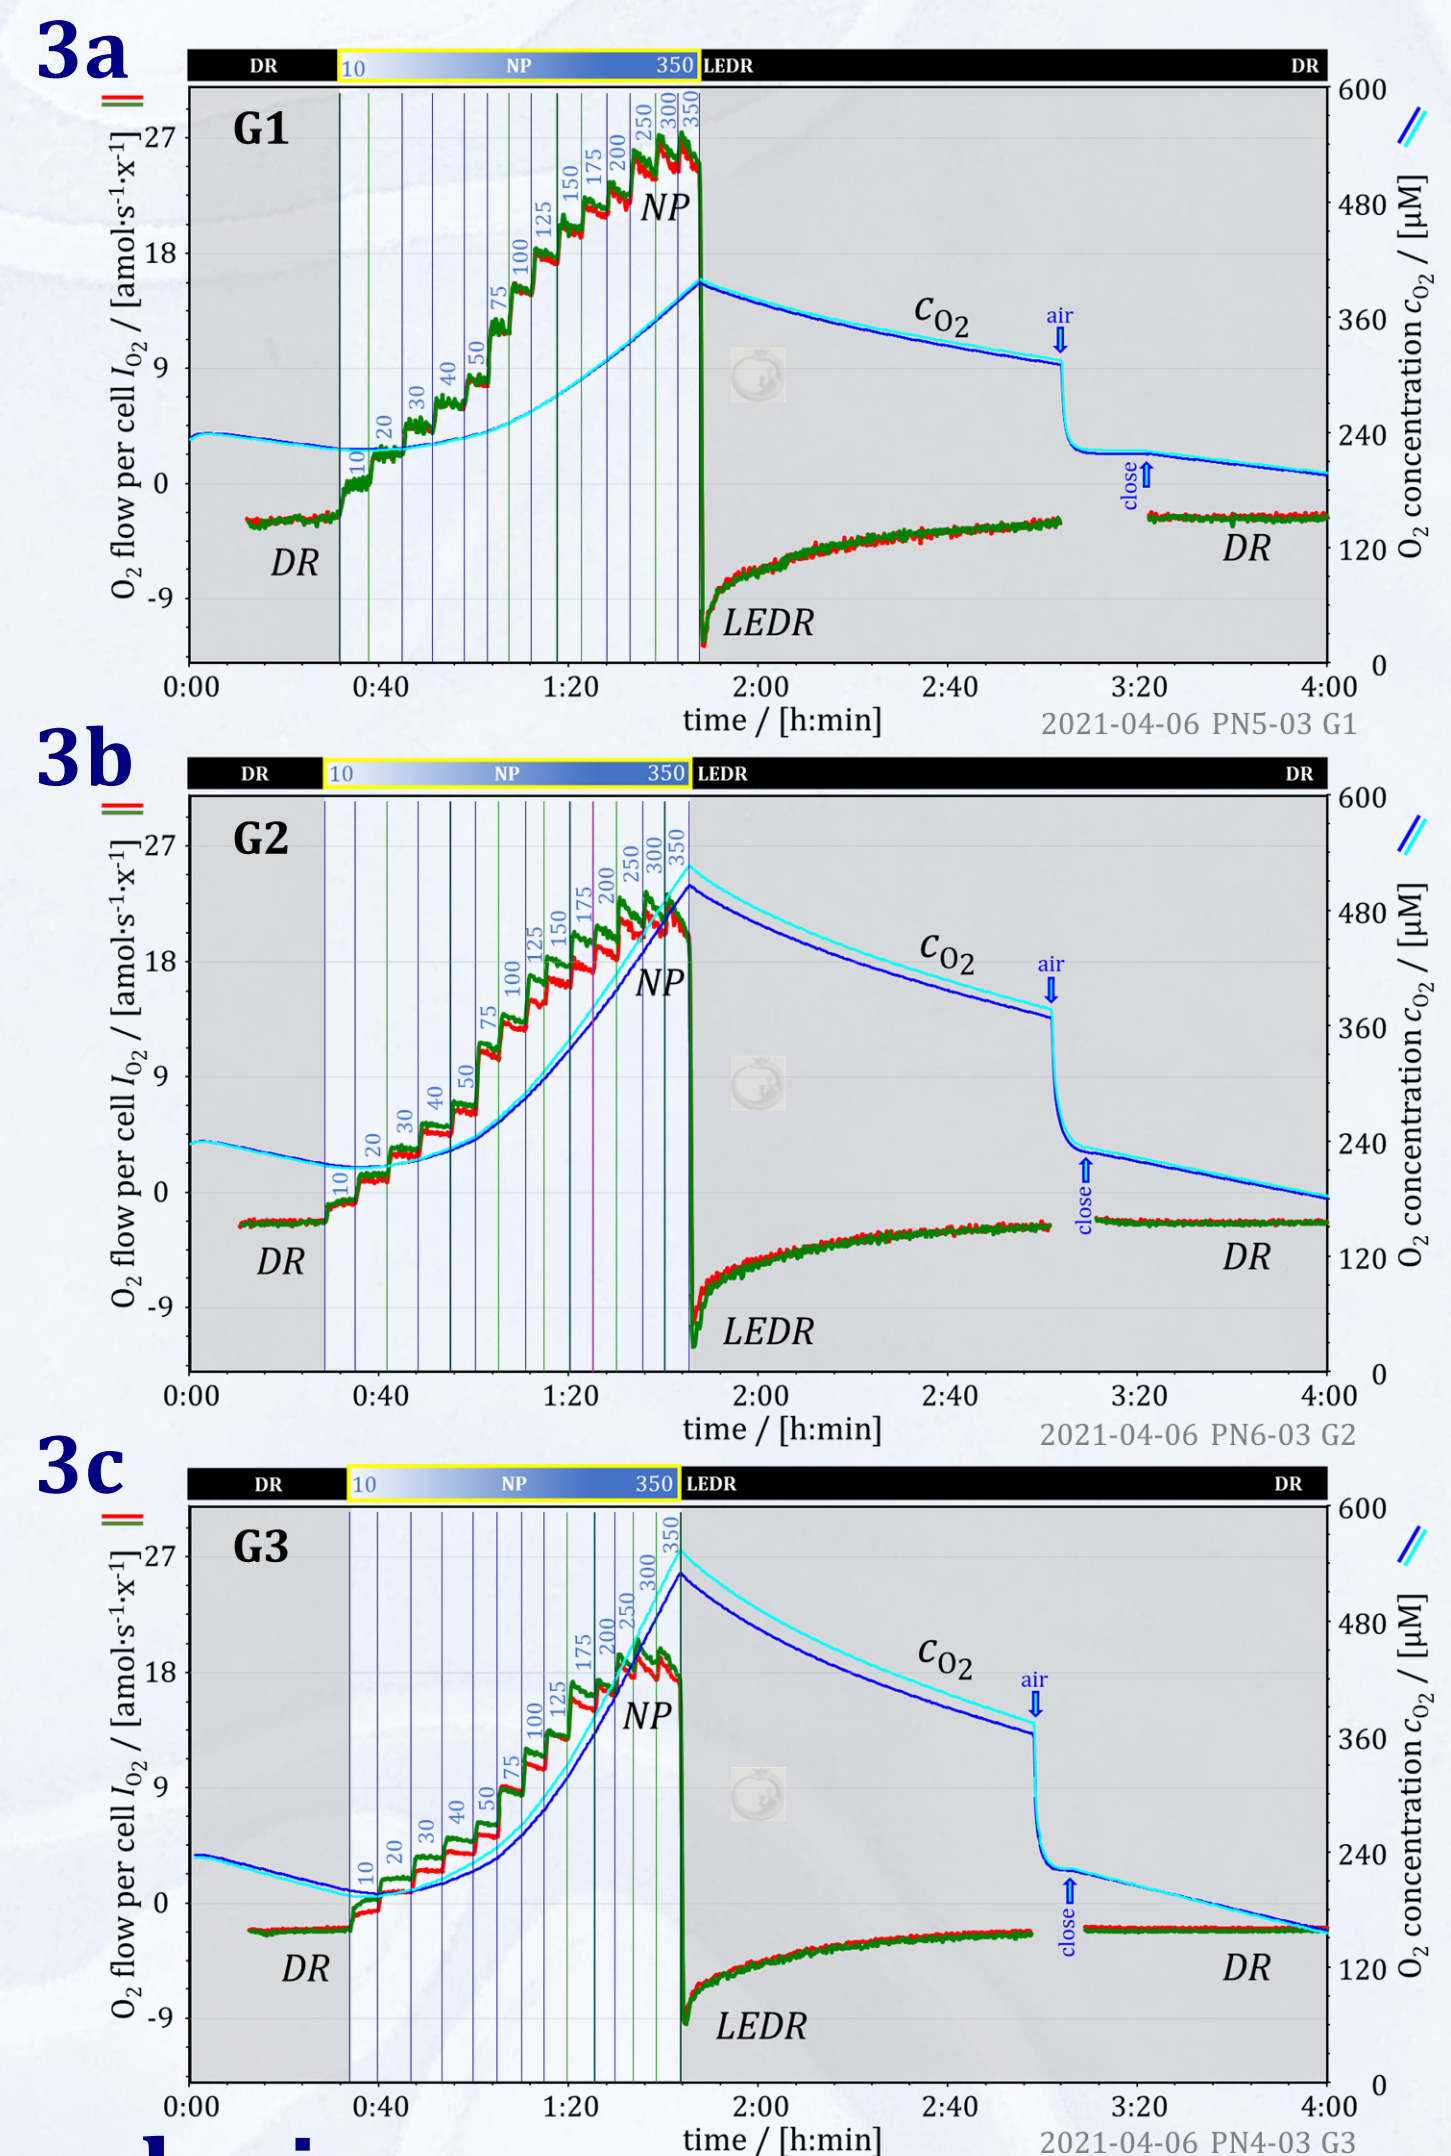 3a
DR 10 NP 350 LEDR DR
G1
O2 flow per cell IO2 / [amol·s-1·x-1]
O2 concentration cO2 / [µM]
27
18
9
0
-9
600
480
360
240
120
0
10 20 30 40 50 75 100 125 150 175 200 250 300 350
NP
cO2
air
close
DR
LEDR
DR
0:00 0:40 1:20 2:00 2:40 3:20 4:00
time / [h:min]
2021-04-06 PN5-03 G1
3b
DR 10 NP 350 LEDR DR
G2
O2 flow per cell IO2 / [amol·s-1·x-1]
O2 concentration cO2 / [µM]
27
18
9
0
-9
600
480
360
240
120
0
10 20 30 40 50 75 100 125 150 175 200 250 300 350
NP
cO2
air
close
DR
LEDR
DR
0:00 0:40 1:20 2:00 2:40 3:20 4:00
time / [h:min]
2021-04-06 PN6-03 G2
3c
DR 10 NP 350 LEDR DR
G3
O2 flow per cell IO2 / [amol·s-1·x-1]
O2 concentration cO2 / [µM]
27
18
9
0
-9
600
480
360
240
120
0
10 20 30 40 50 75 100 125 175 200 250 300 350
NP
cO2
air
close
DR
LEDR
DR
0:00 0:40 1:20 2:00 2:40 3:20 4:00
time / [h:min]
2021-04-06 PN4-03 G3